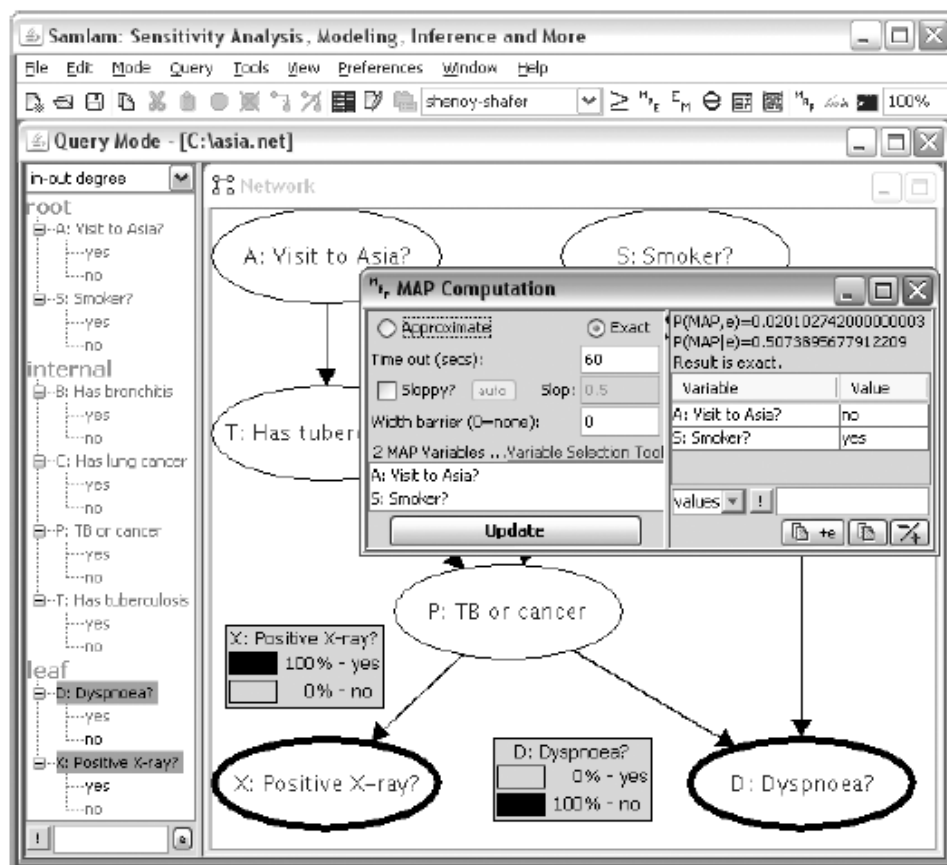 Samlam: Sensitivity Analysis, Modeling, Inference and More
File Edit Mode Query Tools View Preferences Window Help
shenoy-shafer
100%
Query Mode - [C:\asia.net]
in-out degree
root
A: Visit to Asia?
yes
no
S: Smoker?
yes
no
internal
B: Has bronchitis
yes
no
C: Has lung cancer
yes
no
P: TB or cancer
yes
no
T: Has tuberculosis
yes
no
leaf
D: Dyspnoea?
yes
no
X: Positive X-ray?
yes
no
!
Network
A: Visit to Asia?
S: Smoker?
T: Has tuberc
MAP Computation
Approximate Exact
Time out (secs): 60
Sloppy? auto Slop: 0.5
Width barrier (0=none): 0
2 MAP Variables ...Variable Selection Tool
A: Visit to Asia?
S: Smoker?
Update
P(MAP,e)=0.020102742000000003
P(MAP|e)=0.5073895677912209
Result is exact.
Variable Value
A: Visit to Asia? no
S: Smoker? yes
values !
+e
P: TB or cancer
X: Positive X-ray?
100% - yes
0% - no
X: Positive X-ray?
D: Dyspnoea?
0% - yes
100% - no
D: Dyspnoea?